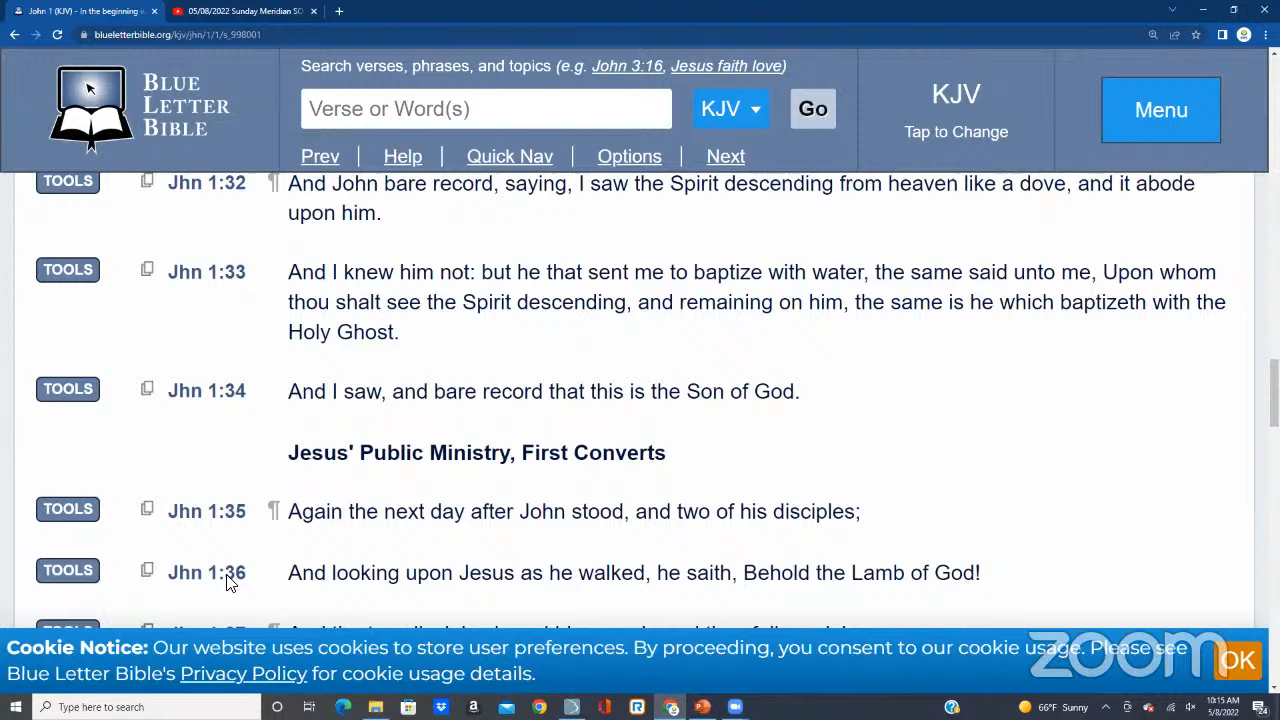 John 1 (KJV) - In the beginning
05/08/2022 Sunday Meridian SO
blueletterbible.org/kjv/jhn/1/1/s_998001
BLUE
LETTER
BIBLE
Search verses, phrases, and topics (e.g. John 3:16, Jesus faith love)
Verse or Word(s)
KJV
Go
Prev
Help
Quick Nav
Options
Next
KJV
Tap to Change
Menu
TOOLS Jhn 1:32 ¶ And John bare record, saying, I saw the Spirit descending from heaven like a dove, and it abode
upon him.
TOOLS Jhn 1:33 And I knew him not: but he that sent me to baptize with water, the same said unto me, Upon whom
thou shalt see the Spirit descending, and remaining on him, the same is he which baptizeth with the
Holy Ghost.
TOOLS Jhn 1:34 And I saw, and bare record that this is the Son of God.
Jesus' Public Ministry, First Converts
TOOLS Jhn 1:35 ¶ Again the next day after John stood, and two of his disciples;
TOOLS Jhn 1:36 And looking upon Jesus as he walked, he saith, Behold the Lamb of God!
Cookie Notice: Our website uses cookies to store user preferences. By proceeding, you consent to our cookie usage. Please see
Blue Letter Bible's Privacy Policy for cookie usage details.
OK
zoom
Type here to search
66°F Sunny
10:15 AM
5/8/2022
24